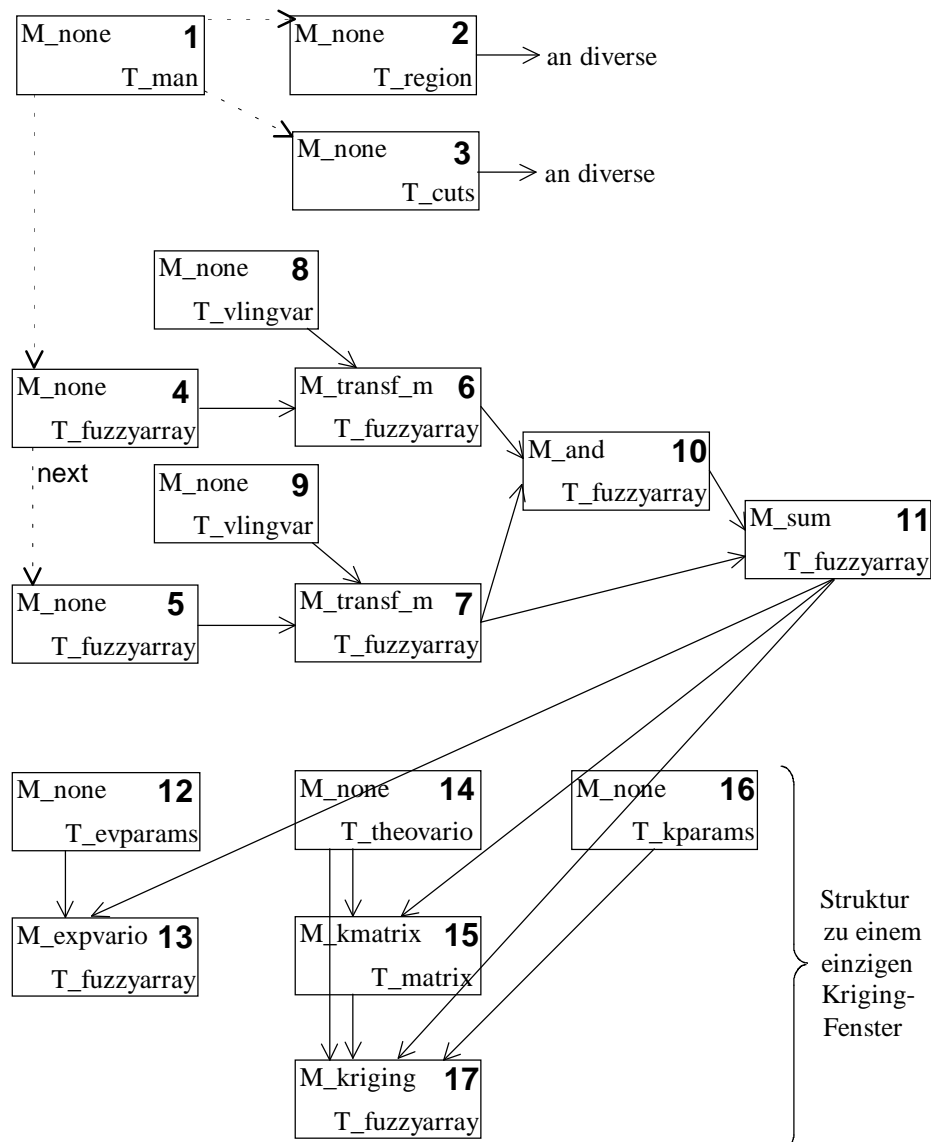 M_none 1
T_man
M_none 2
T_region
an diverse
M_none 3
T_cuts
an diverse
M_none 8
T_vlingvar
M_none 4
T_fuzzyarray
M_transf_m 6
T_fuzzyarray
M_and 10
T_fuzzyarray
next
M_none 9
T_vlingvar
M_sum 11
T_fuzzyarray
M_none 5
T_fuzzyarray
M_transf_m 7
T_fuzzyarray
M_none 12
T_evparams
M_none 14
T_theovario
M_none 16
T_kparams
M_expvario 13
T_fuzzyarray
M_kmatrix 15
T_matrix
M_kriging 17
T_fuzzyarray
Struktur
zu einem
einzigen
Kriging-
Fenster